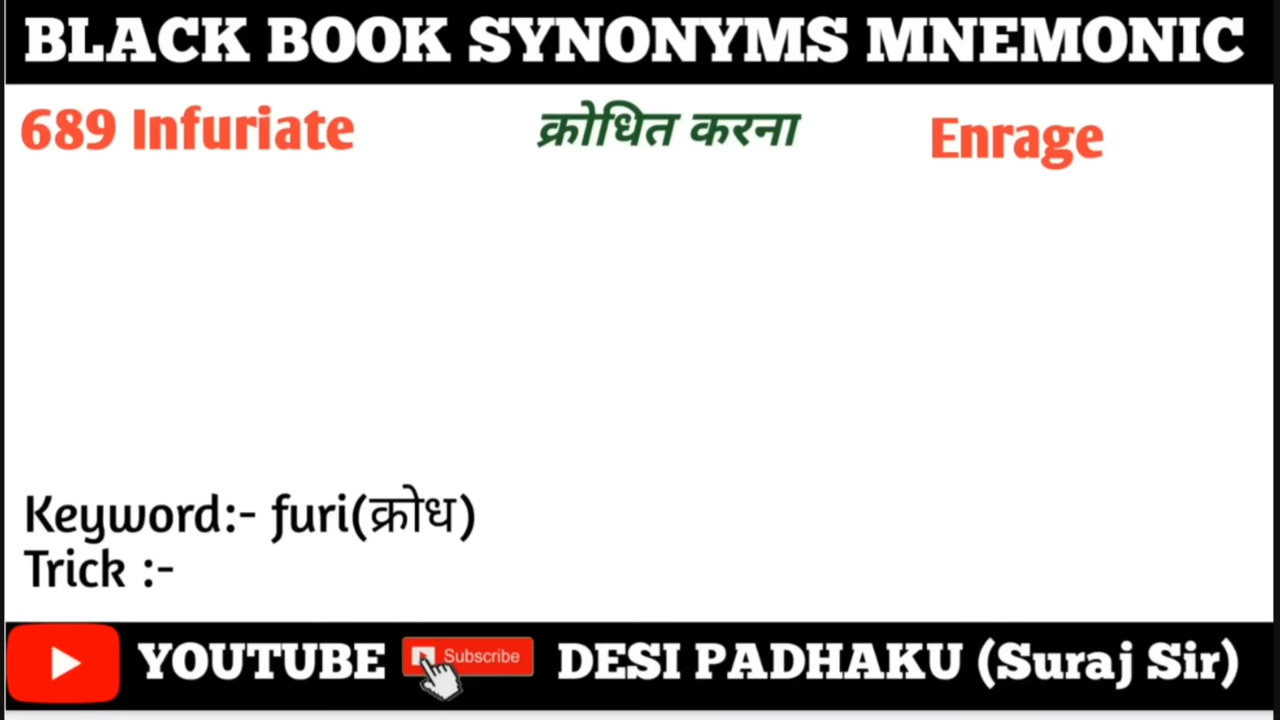 BLACK BOOK SYNONYMS MNEMONIC
689 Infuriate क्रोधित करना Enrage
Keyword:- furi(क्रोध)
Trick :-
YOUTUBE Subscribe DESI PADHAKU (Suraj Sir)